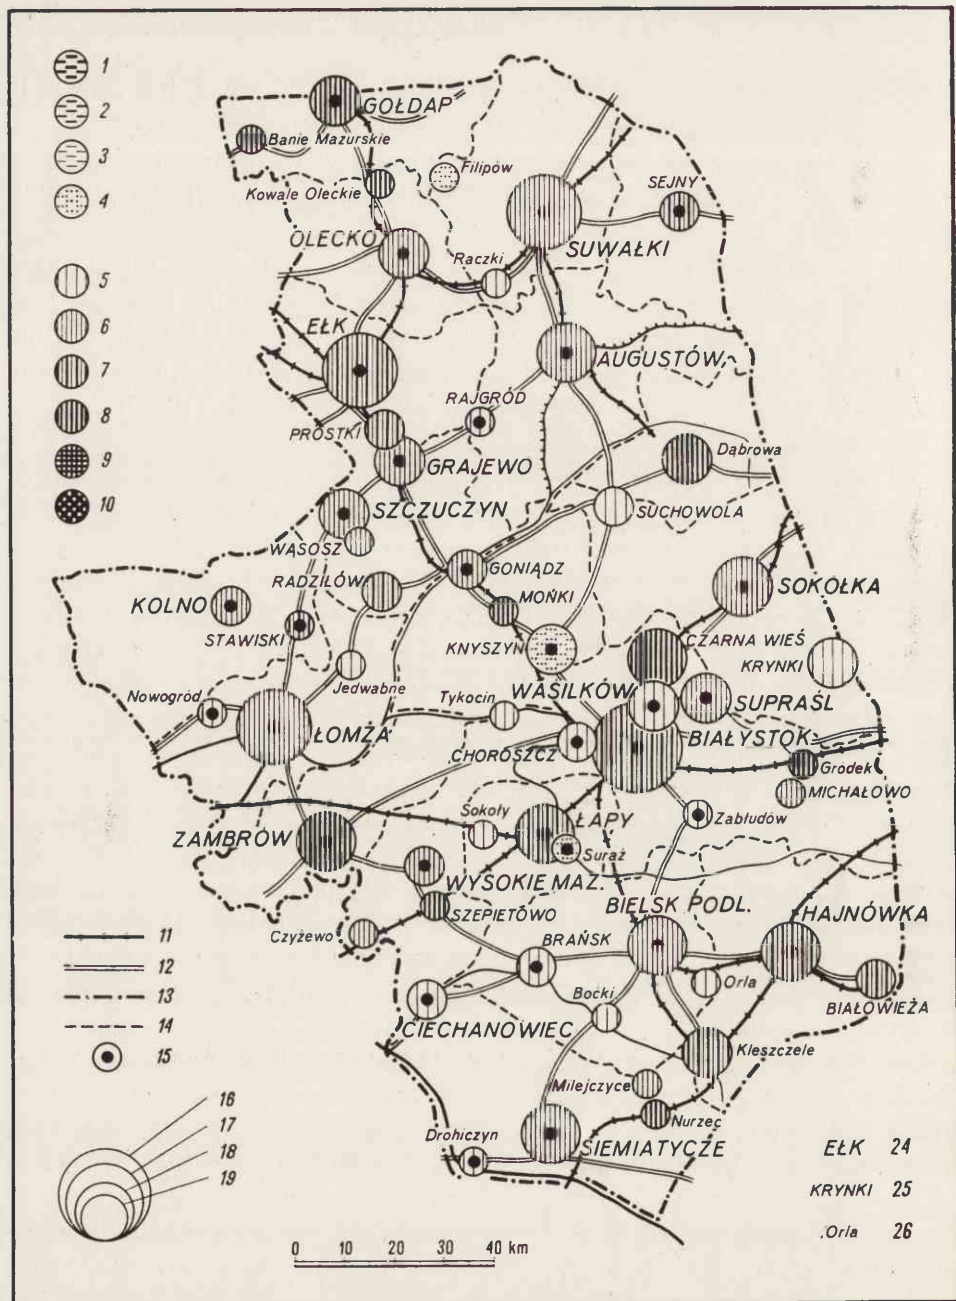 1
2
3
4
5
6
7
8
9
10
GOŁDAP
Banie Mazurskie
Kowale Oleckie
Filipów
SEJNY
OLECKO
SUWAŁKI
Raczki
EŁK
AUGUSTÓW
RAJGRÓD
PROSTKI
GRAJEWO
Dąbrowa
SZCZUCZYN
SUCHOWOLA
WĄSOSZ
RADZIŁÓW
GONIĄDZ
SOKÓŁKA
KOLNO
MOŃKI
STAWISKI
KNYSZYN
CZARNA WIEŚ
KRYNKI
Jedwabne
WASILKÓW
SUPRAŚL
Nowogród
Tykocin
ŁOMŻA
BIAŁYSTOK
CHOROSZCZ
Gródek
MICHAŁOWO
Sokoły
ŁAPY
Zabłudów
ZAMBRÓW
Suraż
WYSOKIE MAZ.
BIELSK PODL.
HAJNÓWKA
SZEPIETOWO
Czyżewo
BRAŃSK
Orla
Bocki
BIAŁOWIEŻA
CIECHANOWIEC
Kleszczele
Milejczyce
Nurzec
Drohiczyn
SIEMIATYCZE
11
12
13
14
15
16
17
18
19
EŁK 24
KRYNKI 25
Orla 26
0 10 20 30 40 km